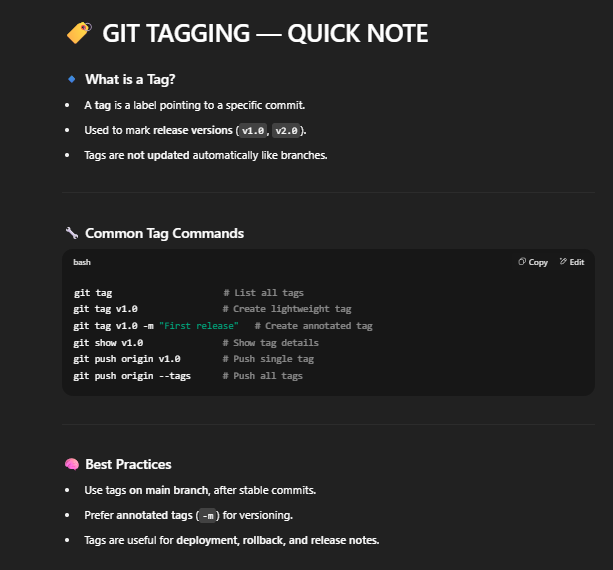 GIT TAGGING — QUICK NOTE
What is a Tag?
• A tag is a label pointing to a specific commit.
• Used to mark release versions (v1.0, v2.0).
• Tags are not updated automatically like branches.
Common Tag Commands
bash Copy Edit
git tag # List all tags
git tag v1.0 # Create lightweight tag
git tag v1.0 -m "First release" # Create annotated tag
git show v1.0 # Show tag details
git push origin v1.0 # Push single tag
git push origin --tags # Push all tags
Best Practices
• Use tags on main branch, after stable commits.
• Prefer annotated tags (-m) for versioning.
• Tags are useful for deployment, rollback, and release notes.